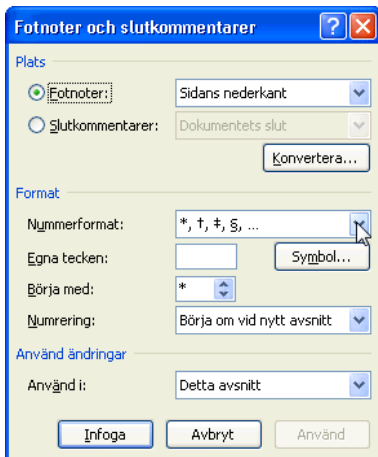 Fotnoter och slutkommentarer
Plats
Fotnoter: Sidans nederkant
Slutkommentarer: Dokumentets slut
Konvertera...
Format
Nummerformat: *, †, ‡, §, ...
Egna tecken: Symbol...
Börja med: *
Numrering: Börja om vid nytt avsnitt
Använd ändringar
Använd i: Detta avsnitt
Infoga Avbryt Använd